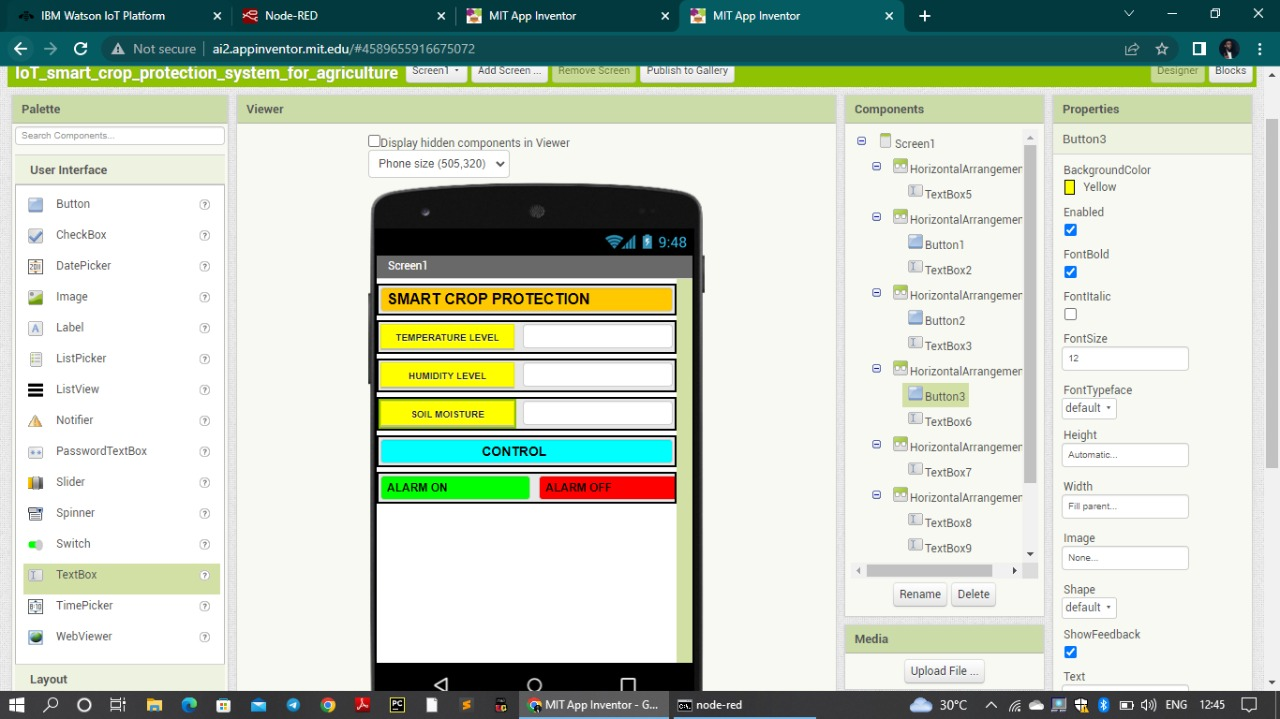 IBM Watson IoT Platform
Node-RED
MIT App Inventor
MIT App Inventor
Not secure
ai2.appinventor.mit.edu/#4589655916675072
IoT_smart_crop_protection_system_for_agriculture
Screen1
Add Screen ...
Remove Screen
Publish to Gallery
Designer
Blocks
Palette
Viewer
Components
Properties
Search Components...
User Interface
Button
CheckBox
DatePicker
Image
Label
ListPicker
ListView
Notifier
PasswordTextBox
Slider
Spinner
Switch
TextBox
TimePicker
WebViewer
Layout
Display hidden components in Viewer
Phone size (505,320)
9:48
Screen1
SMART CROP PROTECTION
TEMPERATURE LEVEL
HUMIDITY LEVEL
SOIL MOISTURE
CONTROL
ALARM ON
ALARM OFF
Screen1
HorizontalArrangemen
TextBox5
HorizontalArrangemen
Button1
TextBox2
HorizontalArrangemen
Button2
TextBox3
HorizontalArrangemen
Button3
TextBox6
HorizontalArrangemen
TextBox7
HorizontalArrangemen
TextBox8
TextBox9
Rename
Delete
Media
Upload File ...
Button3
BackgroundColor
Yellow
Enabled
FontBold
FontItalic
FontSize
12
FontTypeface
default
Height
Automatic...
Width
Fill parent...
Image
None...
Shape
default
ShowFeedback
Text
MIT App Inventor - G...
node-red
30°C
ENG
12:45